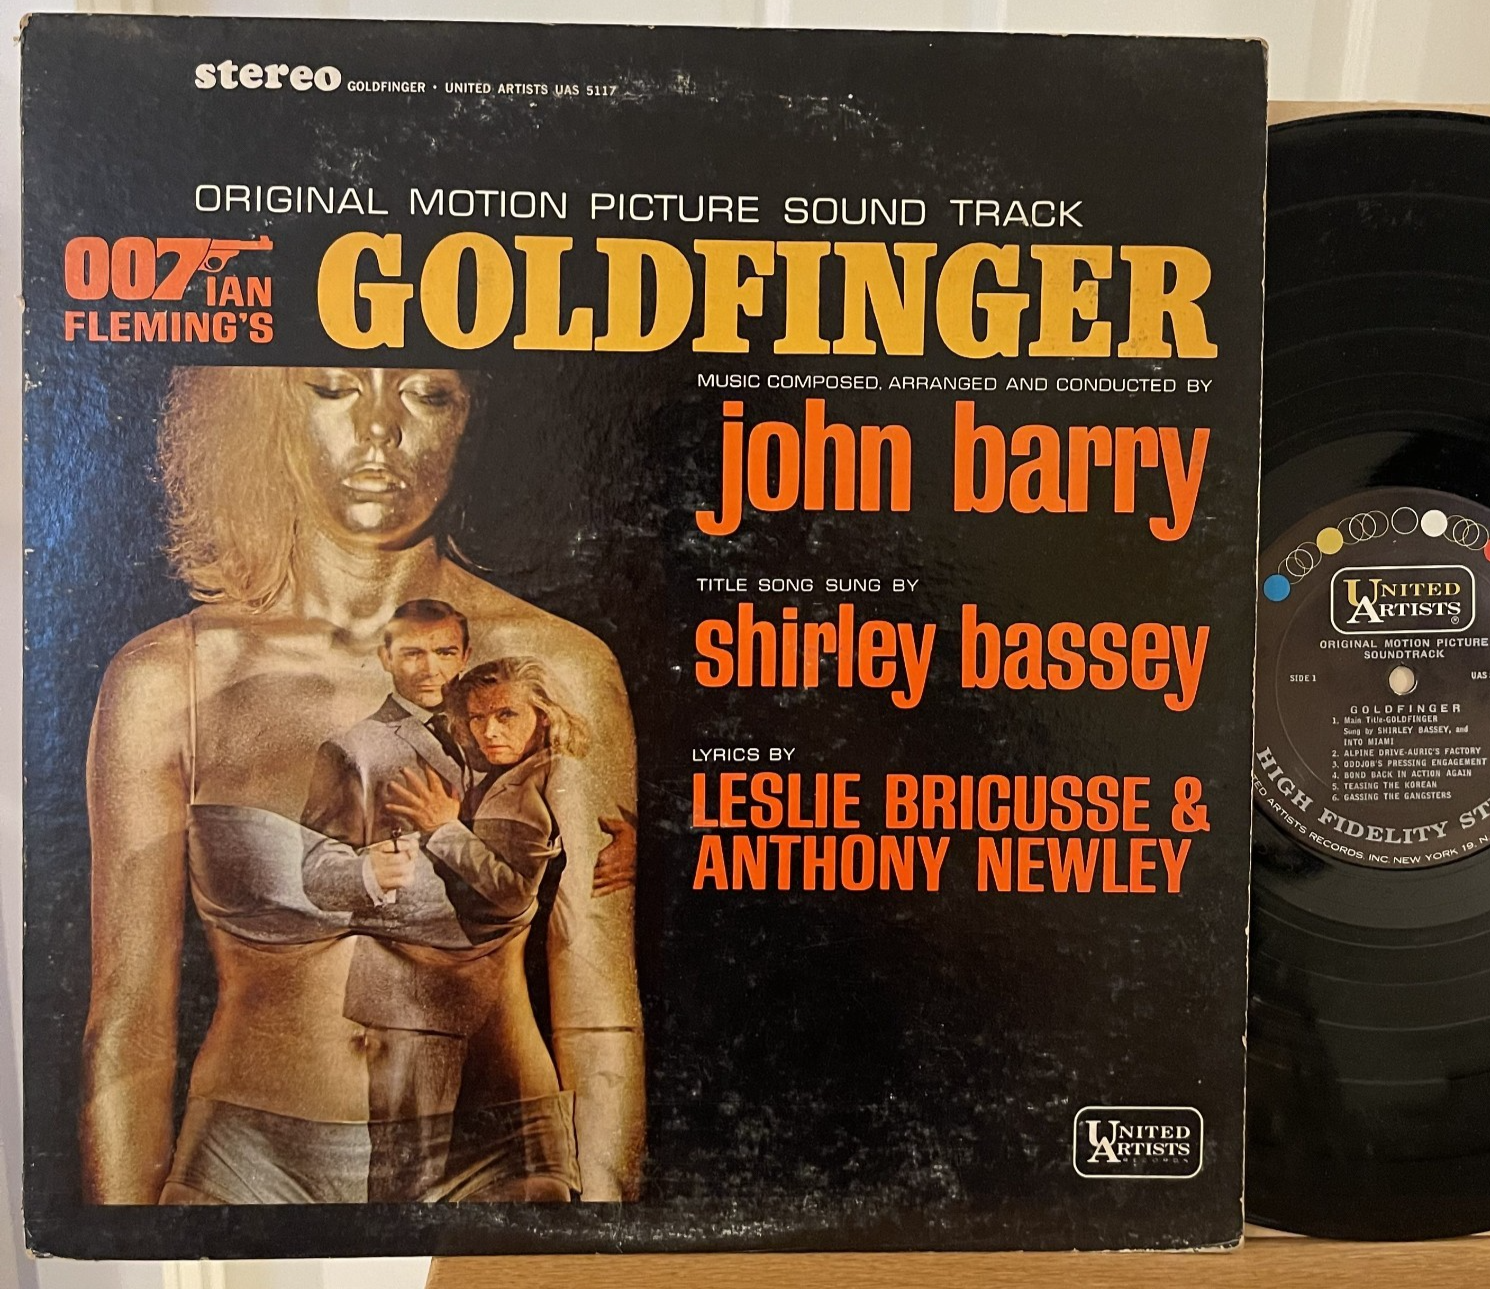 stereo GOLDFINGER · UNITED ARTISTS UAS 5117
ORIGINAL MOTION PICTURE SOUND TRACK
007
IAN
FLEMING'S
GOLDFINGER
MUSIC COMPOSED, ARRANGED AND CONDUCTED BY
john barry
TITLE SONG SUNG BY
shirley bassey
LYRICS BY
LESLIE BRICUSSE &
ANTHONY NEWLEY
UNITED
ARTISTS
RECORDS
UNITED
ARTISTS
®
ORIGINAL MOTION PICTURE
SOUNDTRACK
SIDE 1
UAS
GOLDFINGER
1. Main Title-GOLDFINGER
Sung by SHIRLEY BASSEY, and
INTO MIAMI
2. ALPINE DRIVE-AURIC'S FACTORY
3. ODDJOB'S PRESSING ENGAGEMENT
4. BOND BACK IN ACTION AGAIN
5. TEASING THE KOREAN
6. GASSING THE GANGSTERS
HIGH FIDELITY ST
ED ARTISTS RECORDS, INC. NEW YORK 19, N.